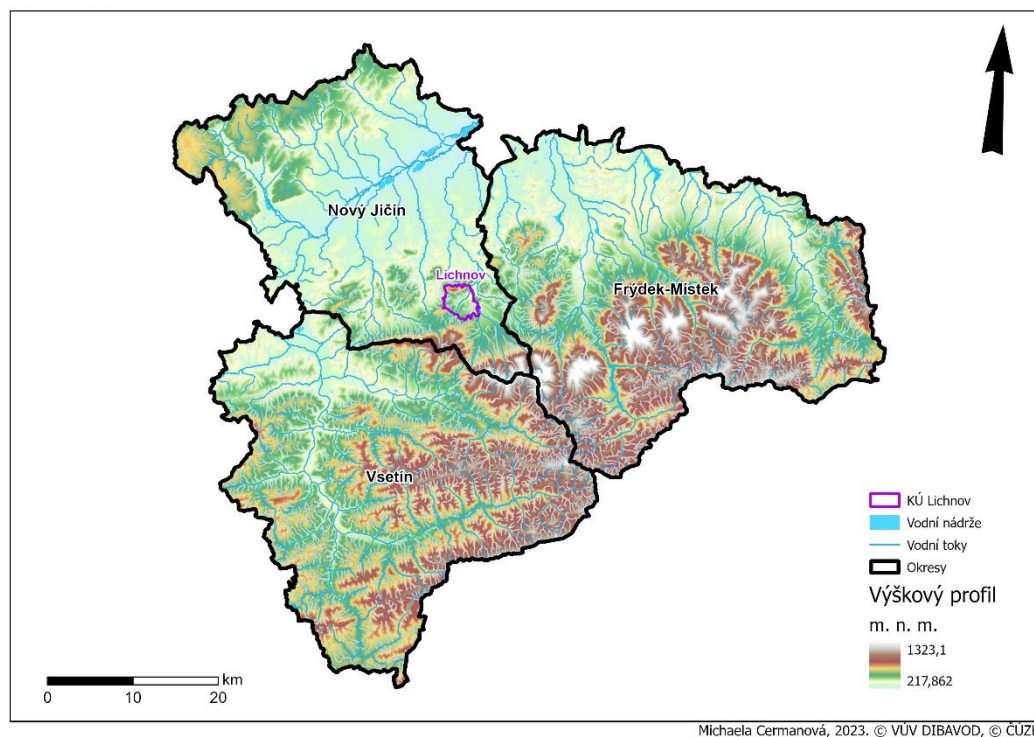 Nový Jičín
Lichnov
Frýdek-Místek
Vsetín
KÚ Lichnov
Vodní nádrže
Vodní toky
Okresy
Výškový profil
m. n. m.
1323,1
217,862
km
0 10 20
Michaela Cermanová, 2023. © VÚV DIBAVOD, © ČÚZ